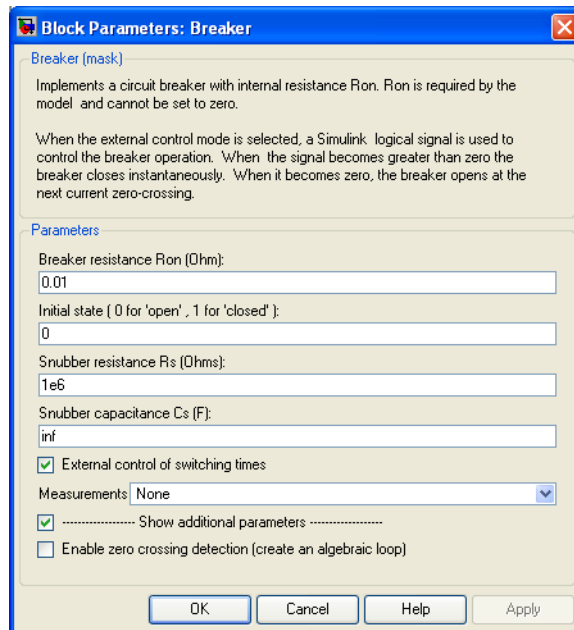 Block Parameters: Breaker
Breaker (mask)
Implements a circuit breaker with internal resistance Ron. Ron is required by the
model and cannot be set to zero.
When the external control mode is selected, a Simulink logical signal is used to
control the breaker operation. When the signal becomes greater than zero the
breaker closes instantaneously. When it becomes zero, the breaker opens at the
next current zero-crossing.
Parameters
Breaker resistance Ron (Ohm):
0.01
Initial state ( 0 for 'open' , 1 for 'closed' ):
0
Snubber resistance Rs (Ohms):
1e6
Snubber capacitance Cs (F):
inf
External control of switching times
Measurements None
------------------ Show additional parameters ------------------
Enable zero crossing detection (create an algebraic loop)
OK Cancel Help Apply